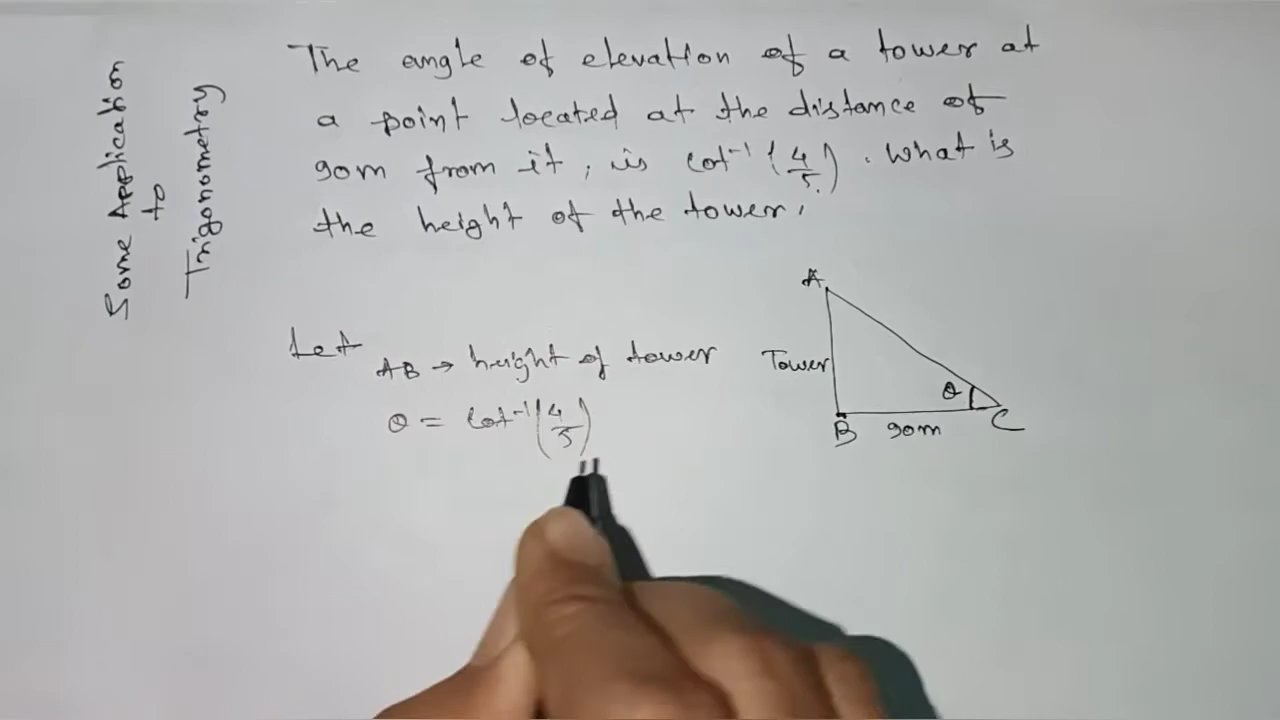 Some Application
to
Trigonometry
The angle of elevation of a tower at
a point located at the distance of
90m from it, is cot⁻¹(4/5). What is
the height of the tower.
Let
AB → height of tower
θ = cot⁻¹(4/5)
A
Tower
θ
B 90m C